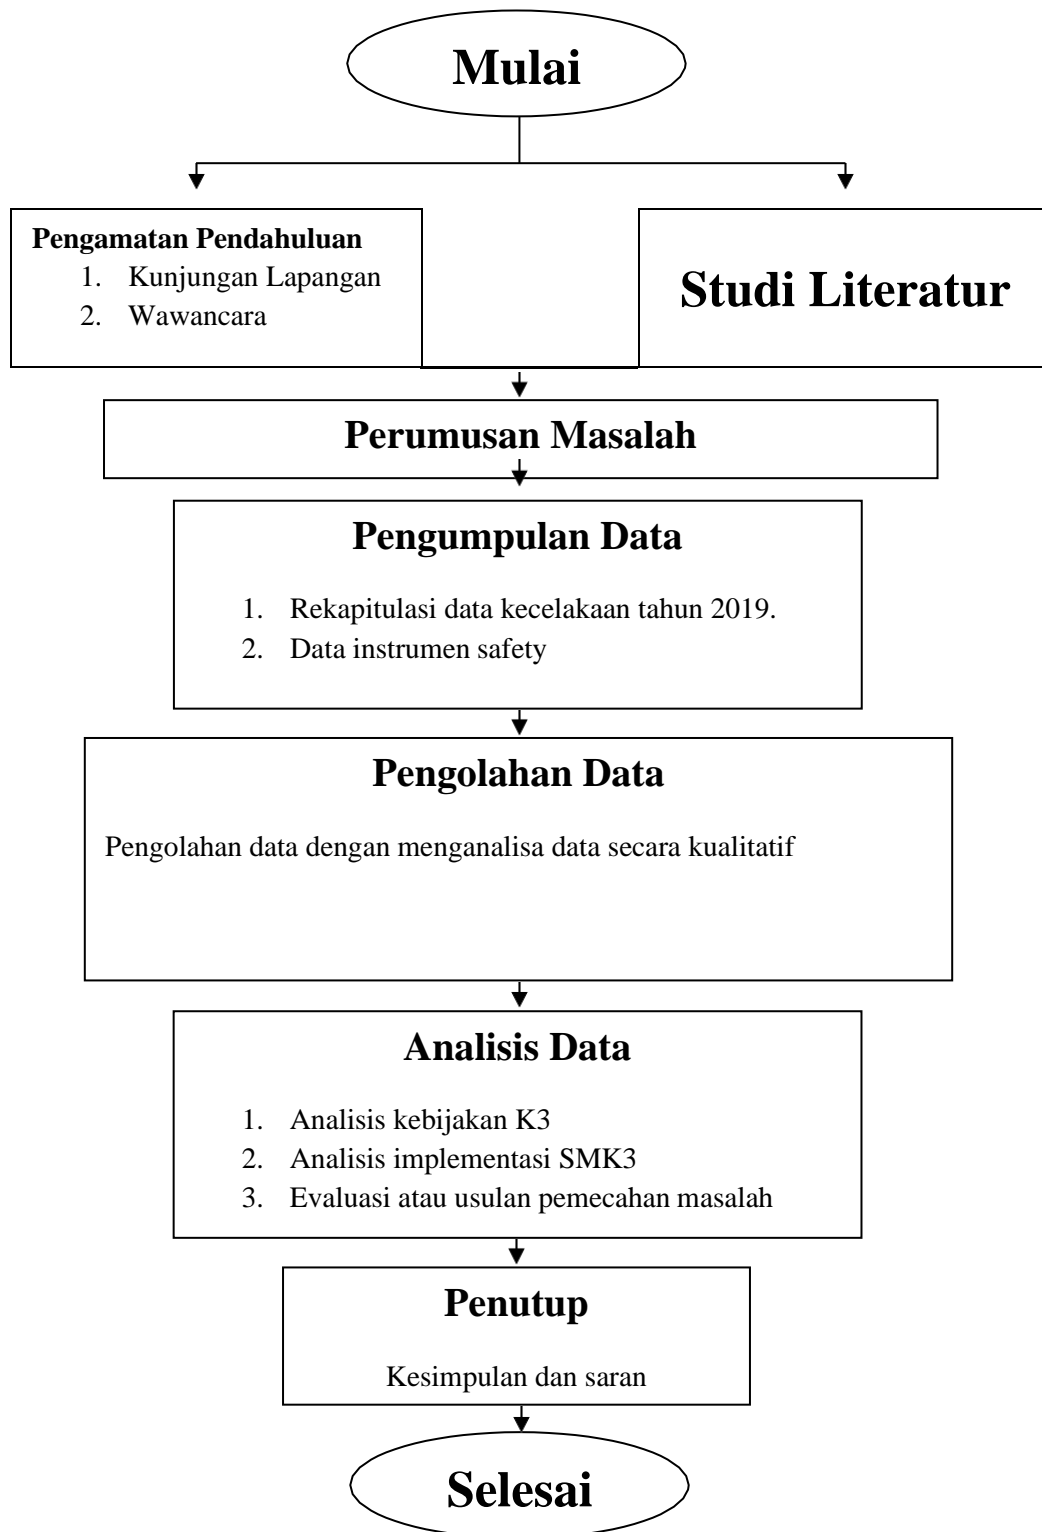 Mulai
Pengamatan Pendahuluan
1. Kunjungan Lapangan
2. Wawancara
Studi Literatur
Perumusan Masalah
Pengumpulan Data
1. Rekapitulasi data kecelakaan tahun 2019.
2. Data instrumen safety
Pengolahan Data
Pengolahan data dengan menganalisa data secara kualitatif
Analisis Data
1. Analisis kebijakan K3
2. Analisis implementasi SMK3
3. Evaluasi atau usulan pemecahan masalah
Penutup
Kesimpulan dan saran
Selesai